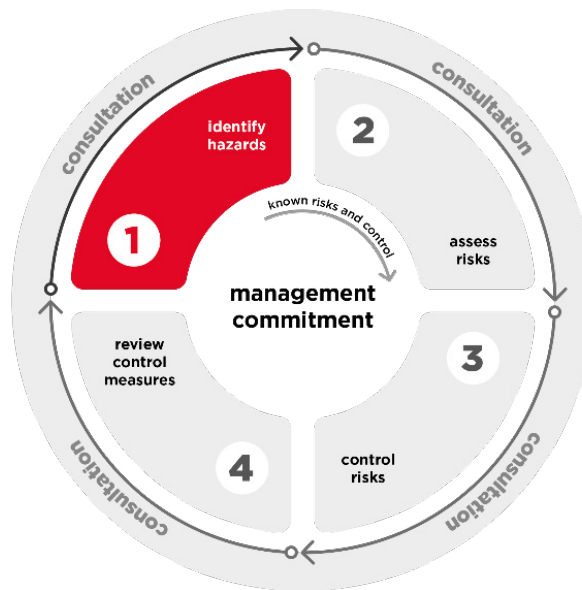 consultation
consultation
identify
hazards
1
2
known risks and control
assess
risks
management
commitment
review
control
measures
3
4
control
risks
consultation
consultation